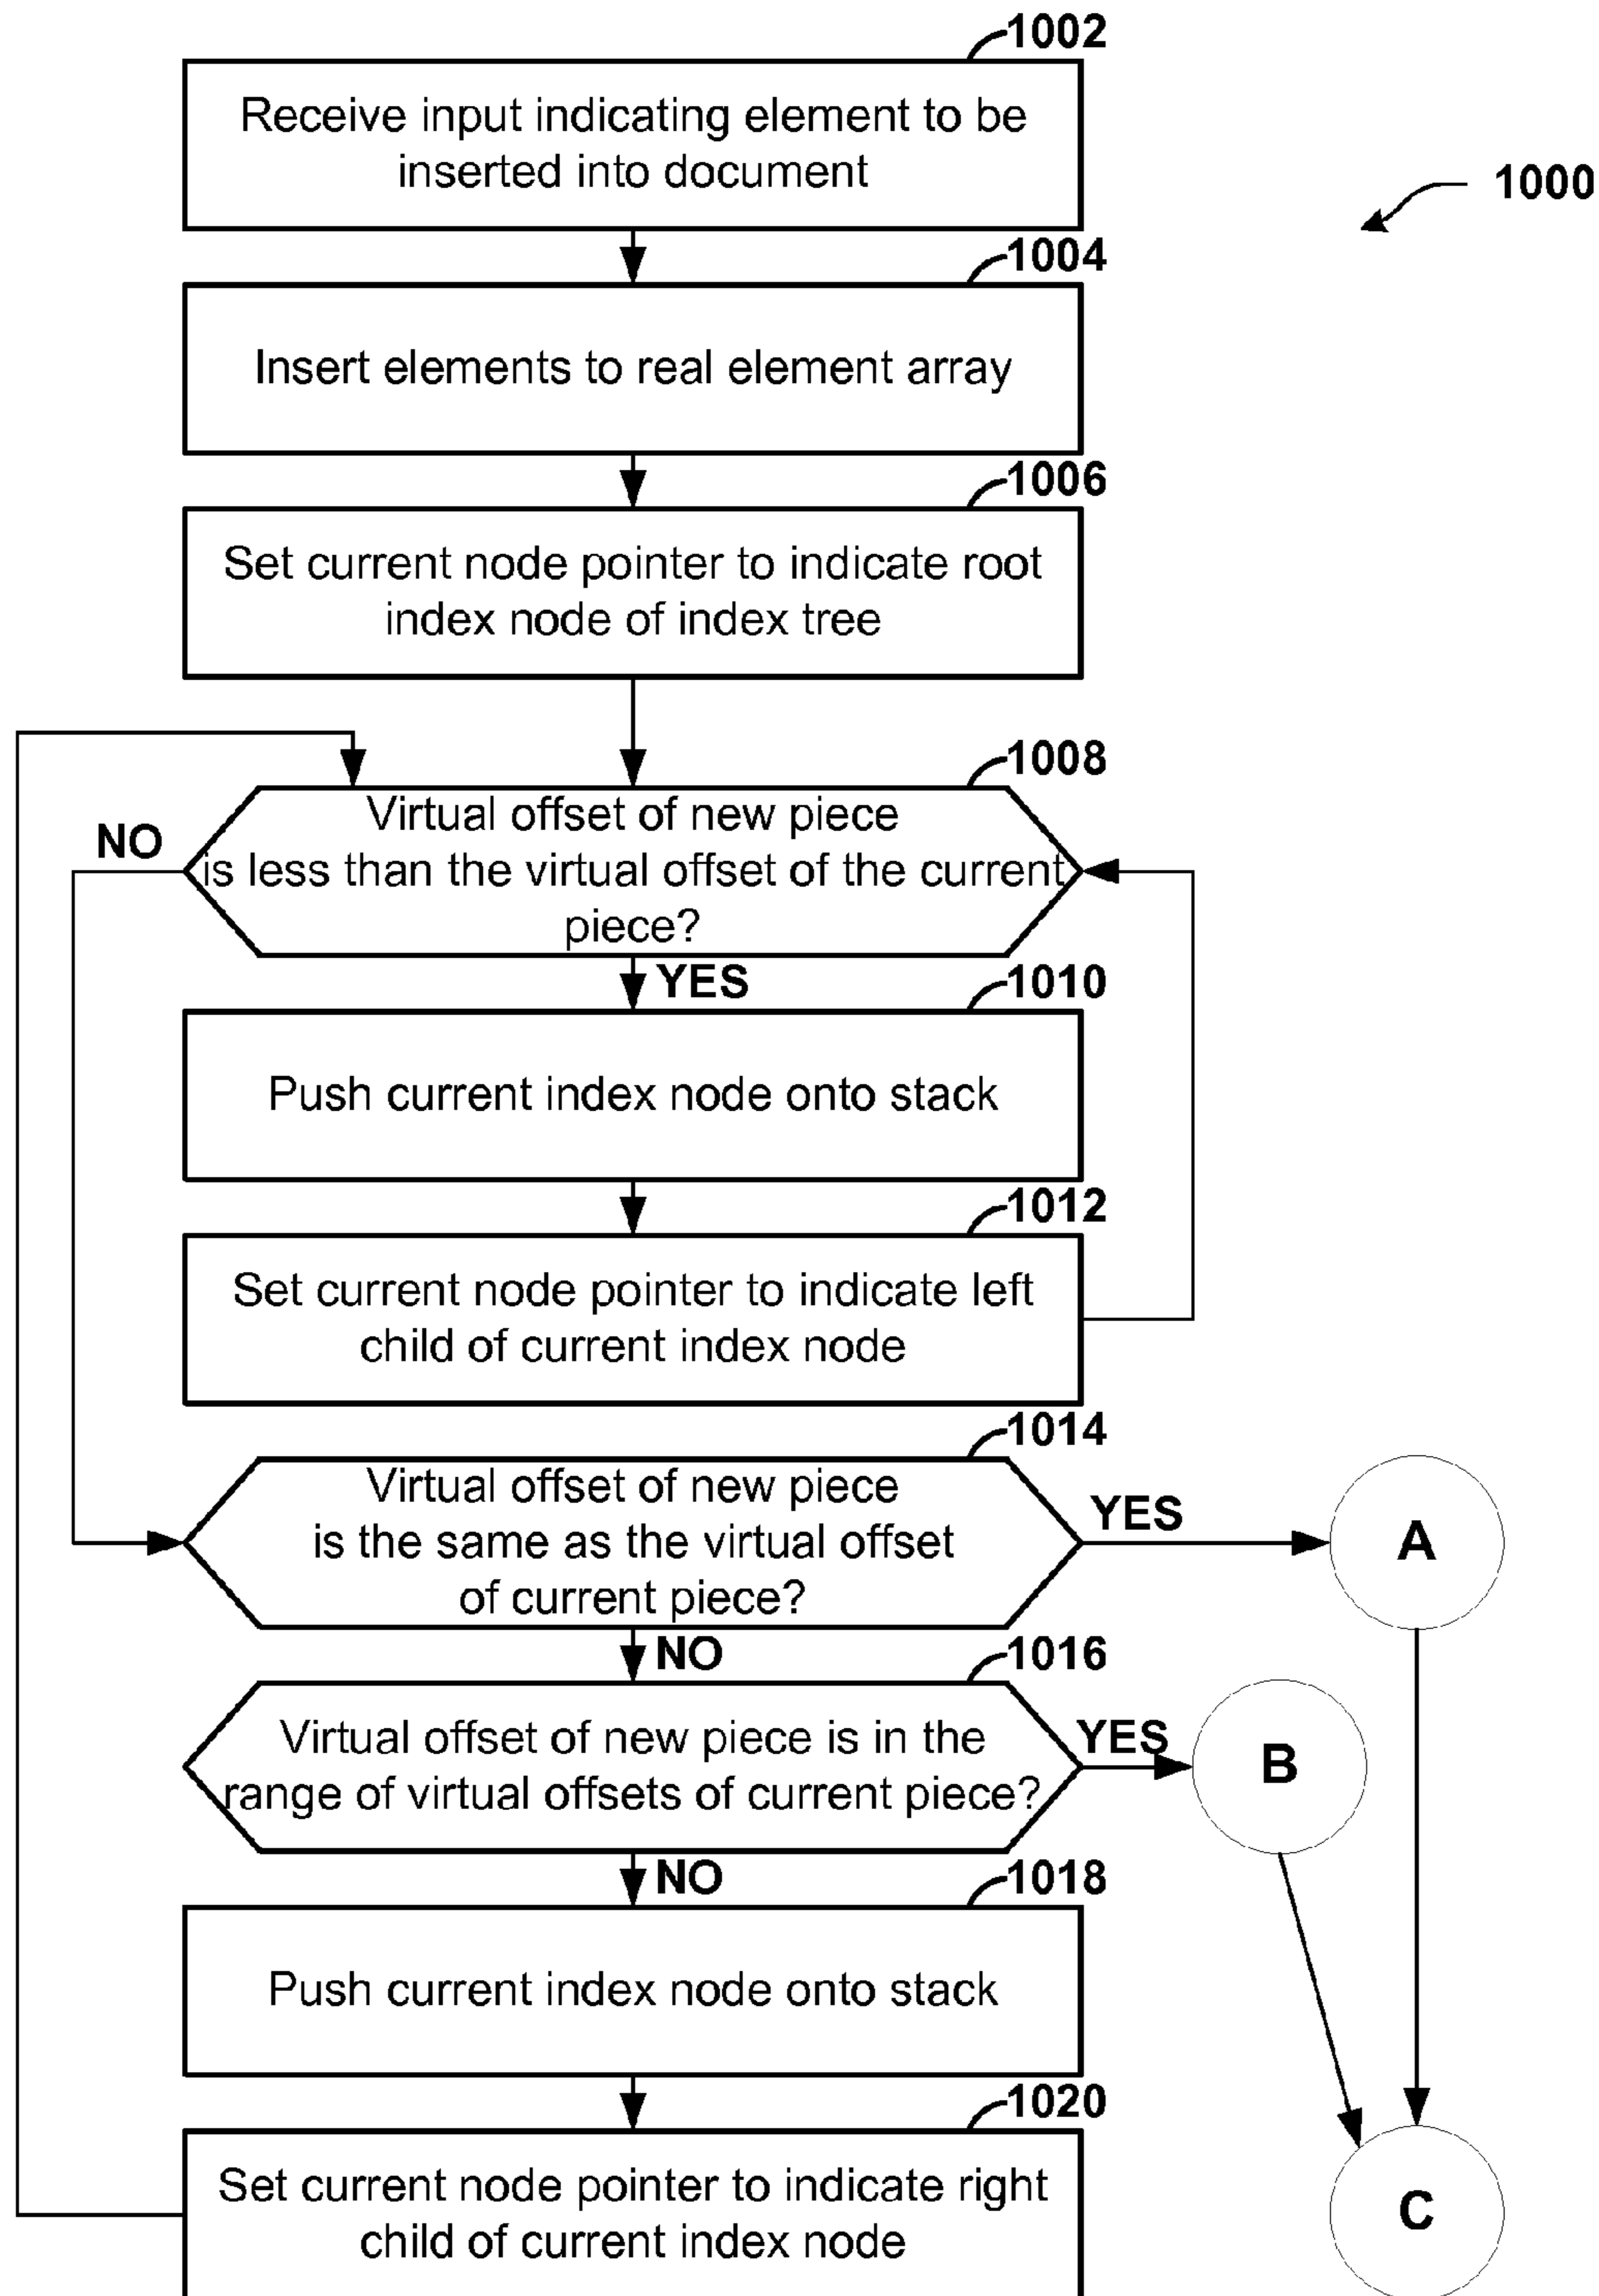 1002
Receive input indicating element to be
inserted into document
1000
1004
Insert elements to real element array
1006
Set current node pointer to indicate root
index node of index tree
1008
Virtual offset of new piece
is less than the virtual offset of the current
piece?
NO
YES
1010
Push current index node onto stack
1012
Set current node pointer to indicate left
child of current index node
1014
Virtual offset of new piece
is the same as the virtual offset
of current piece?
YES
A
NO
1016
Virtual offset of new piece is in the
range of virtual offsets of current piece?
YES
B
NO
1018
Push current index node onto stack
1020
Set current node pointer to indicate right
child of current index node
C